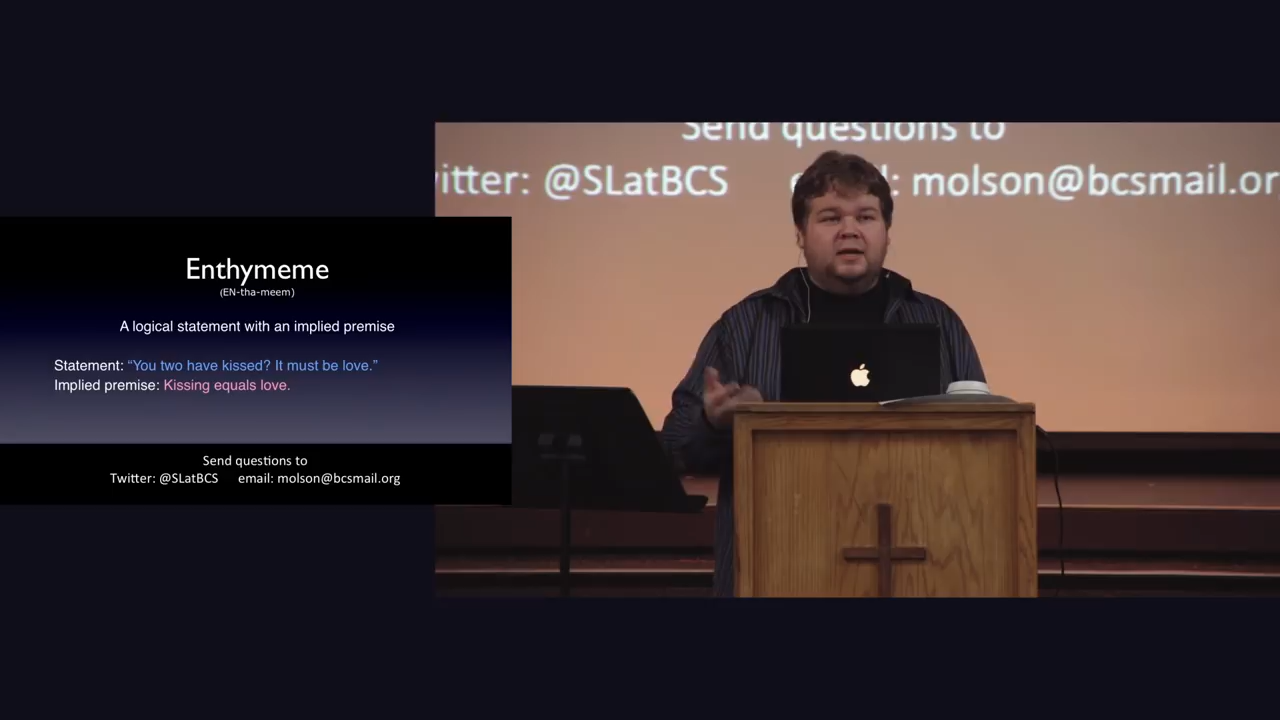 Send questions to
witter: @SLatBCS : molson@bcsmail.or
Enthymeme
(EN-tha-meem)
A logical statement with an implied premise
Statement: “You two have kissed? It must be love.”
Implied premise: Kissing equals love.
Send questions to
Twitter: @SLatBCS email: molson@bcsmail.org